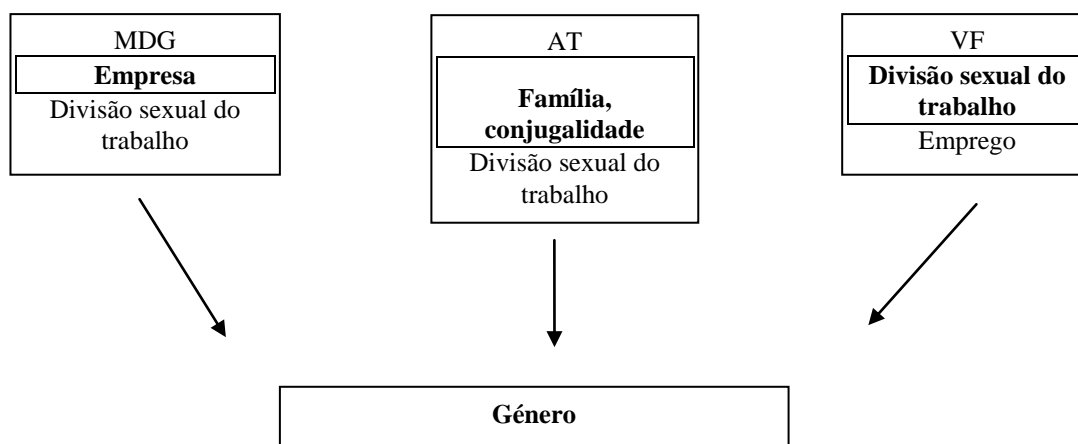 MDG
Empresa
Divisão sexual do
trabalho
AT
Família,
conjugalidade
Divisão sexual do
trabalho
VF
Divisão sexual do
trabalho
Emprego
Género